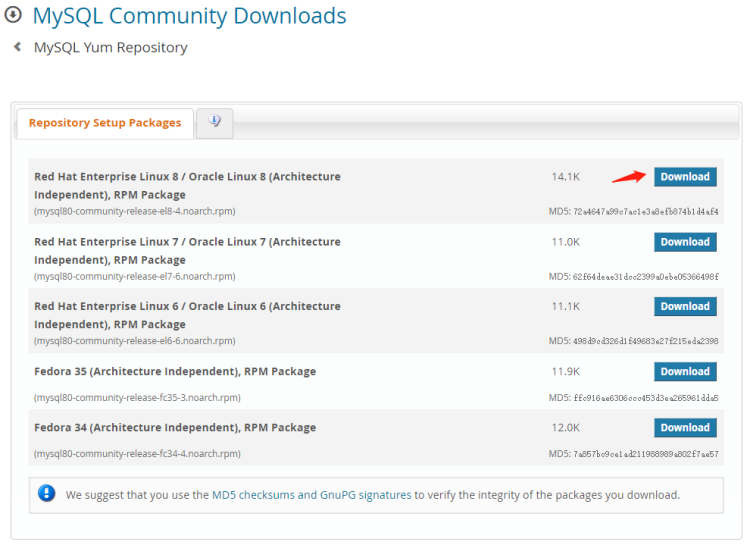 MySQL Community Downloads
MySQL Yum Repository
Repository Setup Packages
Red Hat Enterprise Linux 8 / Oracle Linux 8 (Architecture
Independent), RPM Package
14.1K
Download
(mysql80-community-release-el8-4.noarch.rpm)
MD5: 72a4647a99c7ac1e3a8efb874b1d4af4
Red Hat Enterprise Linux 7 / Oracle Linux 7 (Architecture
Independent), RPM Package
11.0K
Download
(mysql80-community-release-el7-6.noarch.rpm)
MD5: 62f64deae31dcc2399a0ebe05366498f
Red Hat Enterprise Linux 6 / Oracle Linux 6 (Architecture
Independent), RPM Package
11.1K
Download
(mysql80-community-release-el6-6.noarch.rpm)
MD5: 498d9cd326d1f49683e27f215eda2398
Fedora 35 (Architecture Independent), RPM Package
11.9K
Download
(mysql80-community-release-fc35-3.noarch.rpm)
MD5: ffc916ae6306ccc453d3ea265961dda5
Fedora 34 (Architecture Independent), RPM Package
12.0K
Download
(mysql80-community-release-fc34-4.noarch.rpm)
MD5: 7a857bc9ce1ad211988989a802f7ae57
We suggest that you use the MD5 checksums and GnuPG signatures to verify the integrity of the packages you download.